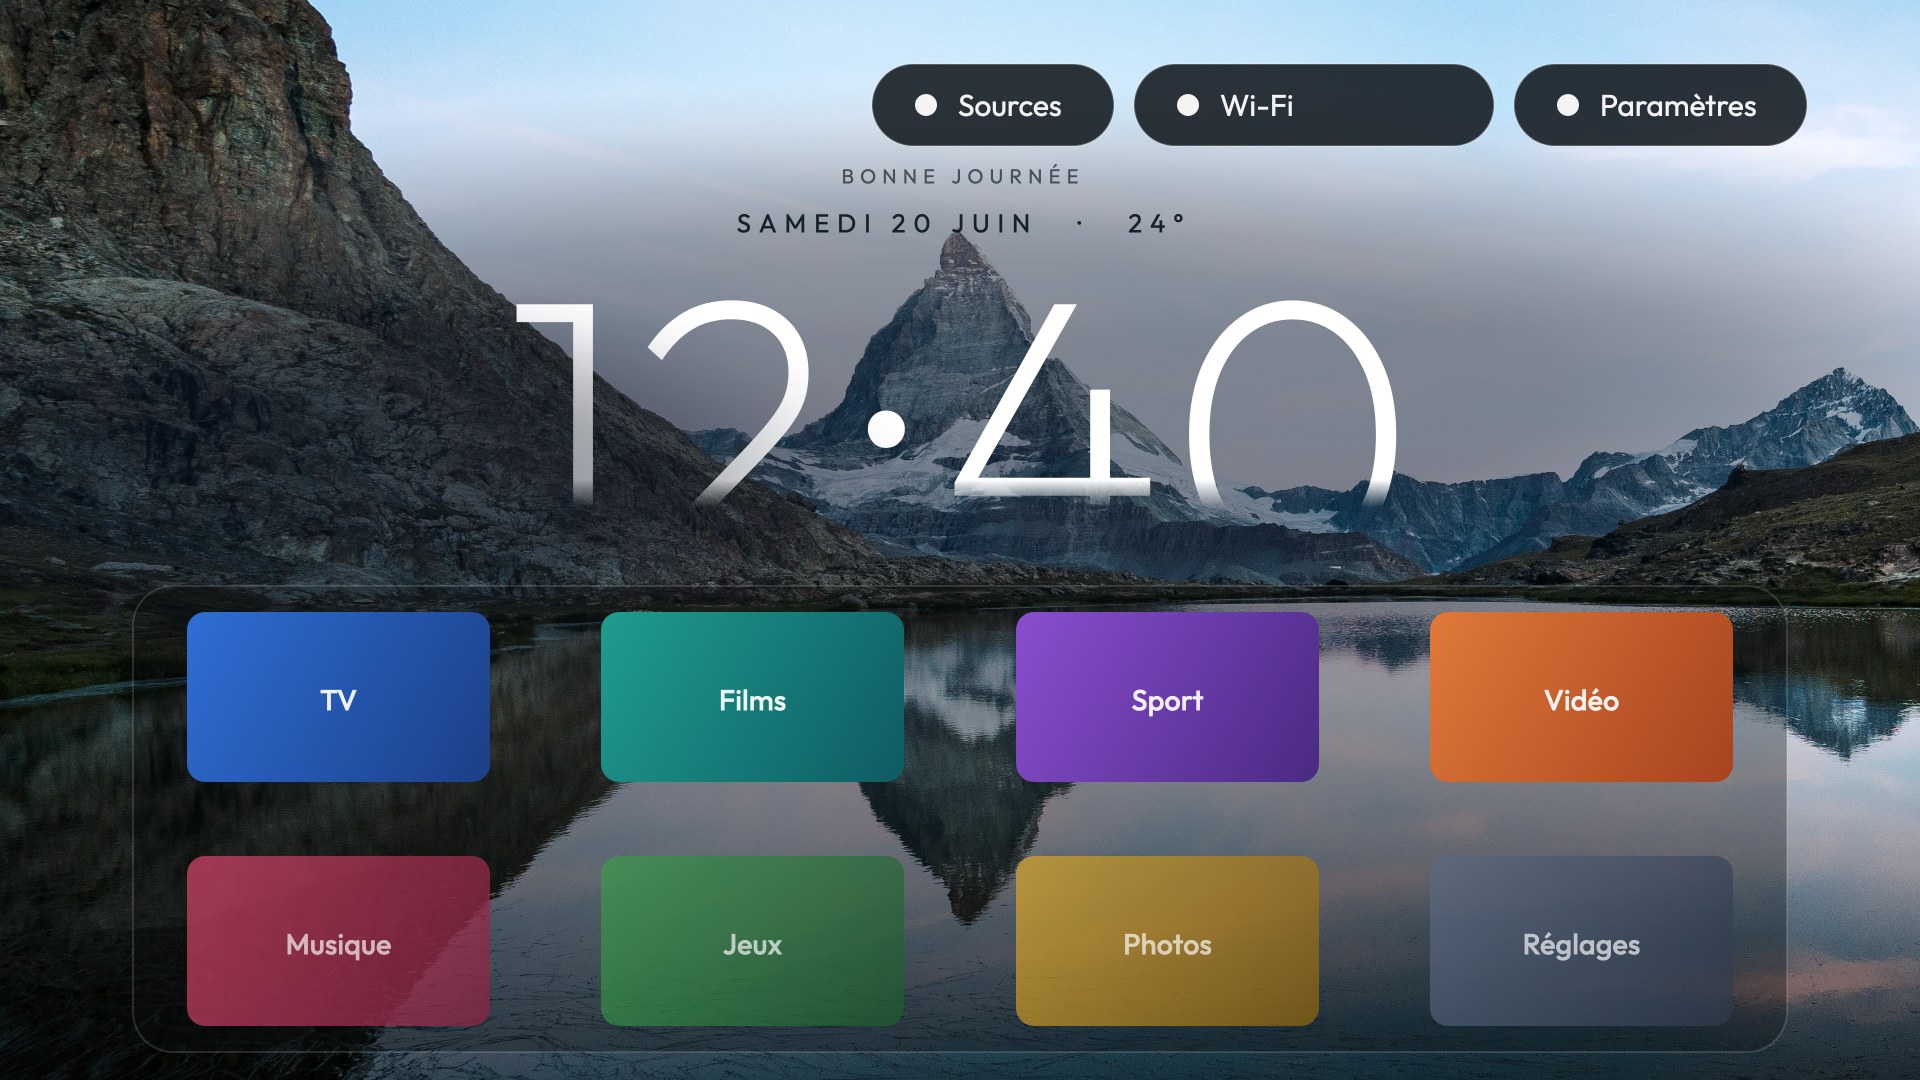 Sources Wi-Fi Paramètres
BONNE JOURNÉE
SAMEDI 20 JUIN · 24°
12·40
TV Films Sport Vidéo
Musique Jeux Photos Réglages